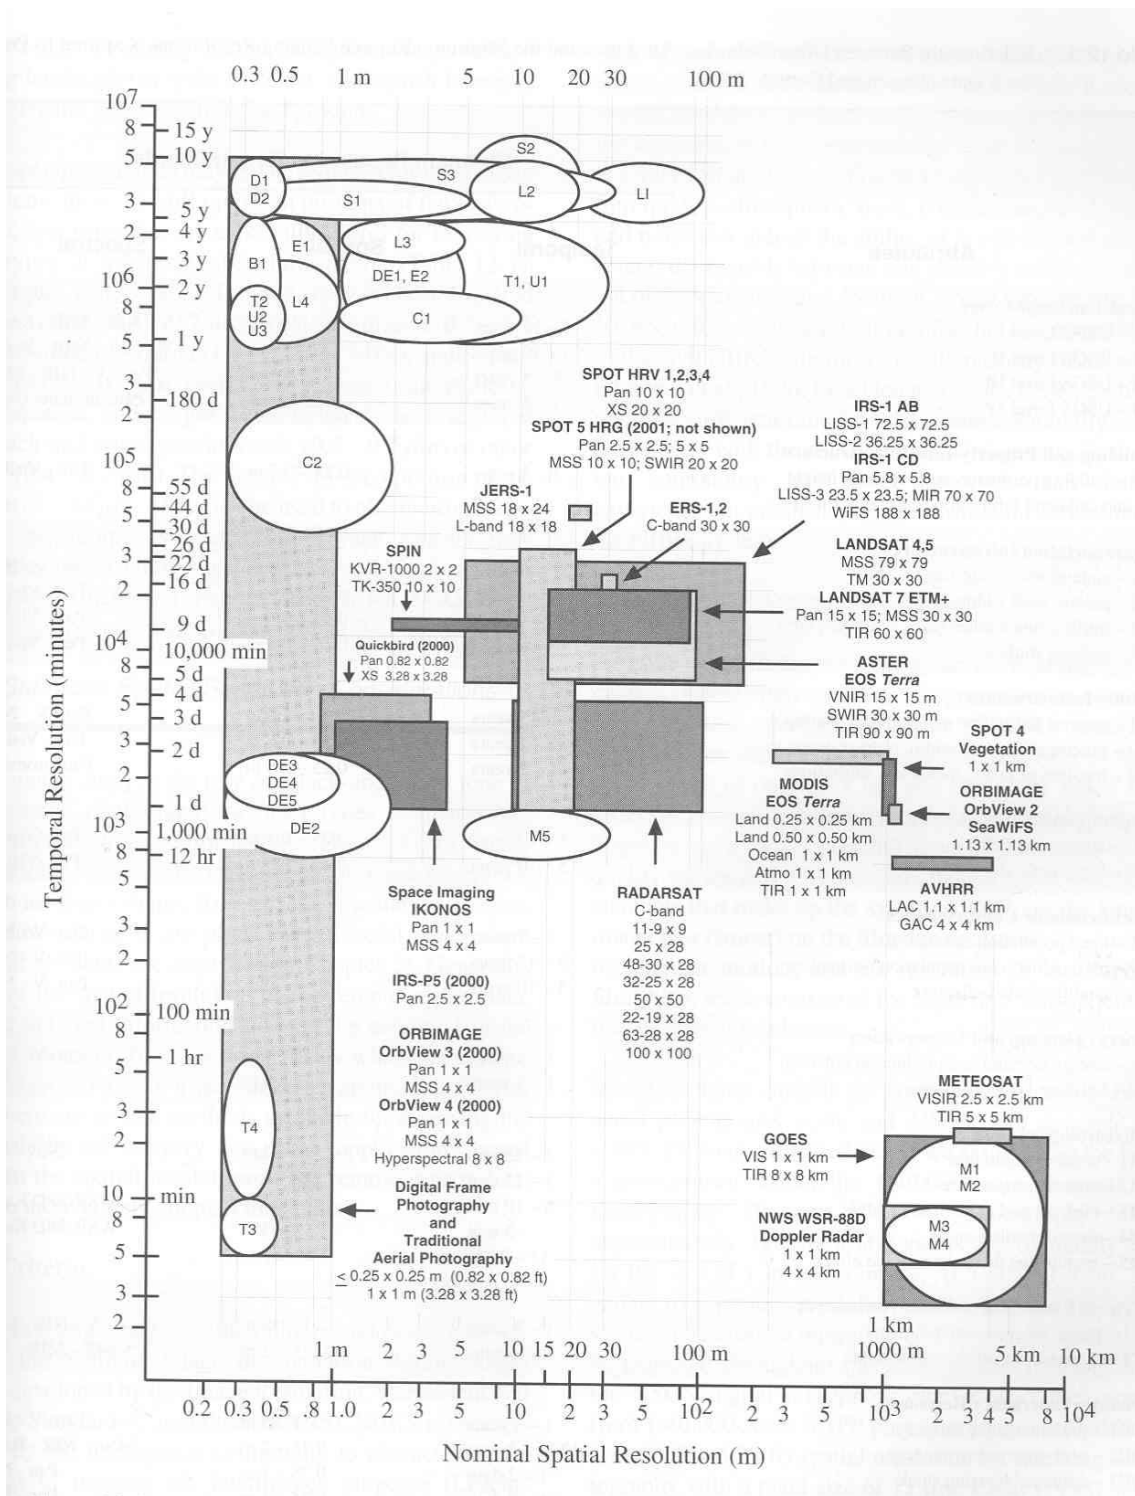 0.3 0.5 1 m 5 10 20 30 100 m
10⁷
8
15 y
5
10 y
3
5 y
2
4 y
3 y
10⁶
2 y
8
5
1 y
3
180 d
2
10⁵
8
55 d
44 d
5
30 d
26 d
3
22 d
2
16 d
9 d
10⁴
10,000 min
8
5 d
5
4 d
3 d
3
2 d
2
1 d
10³
1,000 min
8
12 hr
5
3
2
10²
100 min
8
1 hr
5
3
2
10
min
8
5
3
2
Temporal Resolution (minutes)
S2
D1
D2
S3
S1
L2
LI
E1
L3
B1
DE1, E2
T1, U1
T2
U2
U3
L4
C1
C2
SPOT HRV 1,2,3,4
Pan 10 x 10
XS 20 x 20
SPOT 5 HRG (2001; not shown)
Pan 2.5 x 2.5; 5 x 5
MSS 10 x 10; SWIR 20 x 20
IRS-1 AB
LISS-1 72.5 x 72.5
LISS-2 36.25 x 36.25
IRS-1 CD
Pan 5.8 x 5.8
LISS-3 23.5 x 23.5; MIR 70 x 70
WiFS 188 x 188
JERS-1
MSS 18 x 24
L-band 18 x 18
ERS-1,2
C-band 30 x 30
SPIN
KVR-1000 2 x 2
TK-350 10 x 10
LANDSAT 4,5
MSS 79 x 79
TM 30 x 30
LANDSAT 7 ETM+
Pan 15 x 15; MSS 30 x 30
TIR 60 x 60
Quickbird (2000)
Pan 0.82 x 0.82
XS 3.28 x 3.28
ASTER
EOS Terra
VNIR 15 x 15 m
SWIR 30 x 30 m
TIR 90 x 90 m
SPOT 4
Vegetation
1 x 1 km
DE3
DE4
DE5
DE2
M5
MODIS
EOS Terra
Land 0.25 x 0.25 km
Land 0.50 x 0.50 km
Ocean 1 x 1 km
Atmo 1 x 1 km
TIR 1 x 1 km
ORBIMAGE
OrbView 2
SeaWiFS
1.13 x 1.13 km
AVHRR
LAC 1.1 x 1.1 km
GAC 4 x 4 km
Space Imaging
IKONOS
Pan 1 x 1
MSS 4 x 4
IRS-P5 (2000)
Pan 2.5 x 2.5
ORBIMAGE
OrbView 3 (2000)
Pan 1 x 1
MSS 4 x 4
OrbView 4 (2000)
Pan 1 x 1
MSS 4 x 4
Hyperspectral 8 x 8
RADARSAT
C-band
11-9 x 9
25 x 28
48-30 x 28
32-25 x 28
50 x 50
22-19 x 28
63-28 x 28
100 x 100
T4
T3
Digital Frame
Photography
and
Traditional
Aerial Photography
≤ 0.25 x 0.25 m (0.82 x 0.82 ft)
1 x 1 m (3.28 x 3.28 ft)
METEOSAT
VISIR 2.5 x 2.5 km
TIR 5 x 5 km
GOES
VIS 1 x 1 km
TIR 8 x 8 km
M1
M2
NWS WSR-88D
Doppler Radar
1 x 1 km
4 x 4 km
M3
M4
1 km
1 m 2 3 5 10 15 20 30 100 m 1000 m 5 km 10 km
0.2 0.3 .5 .8 1.0 2 3 5 10 2 3 5 8 10² 2 3 5 8 10³ 2 3 4 5 8 10⁴
Nominal Spatial Resolution (m)